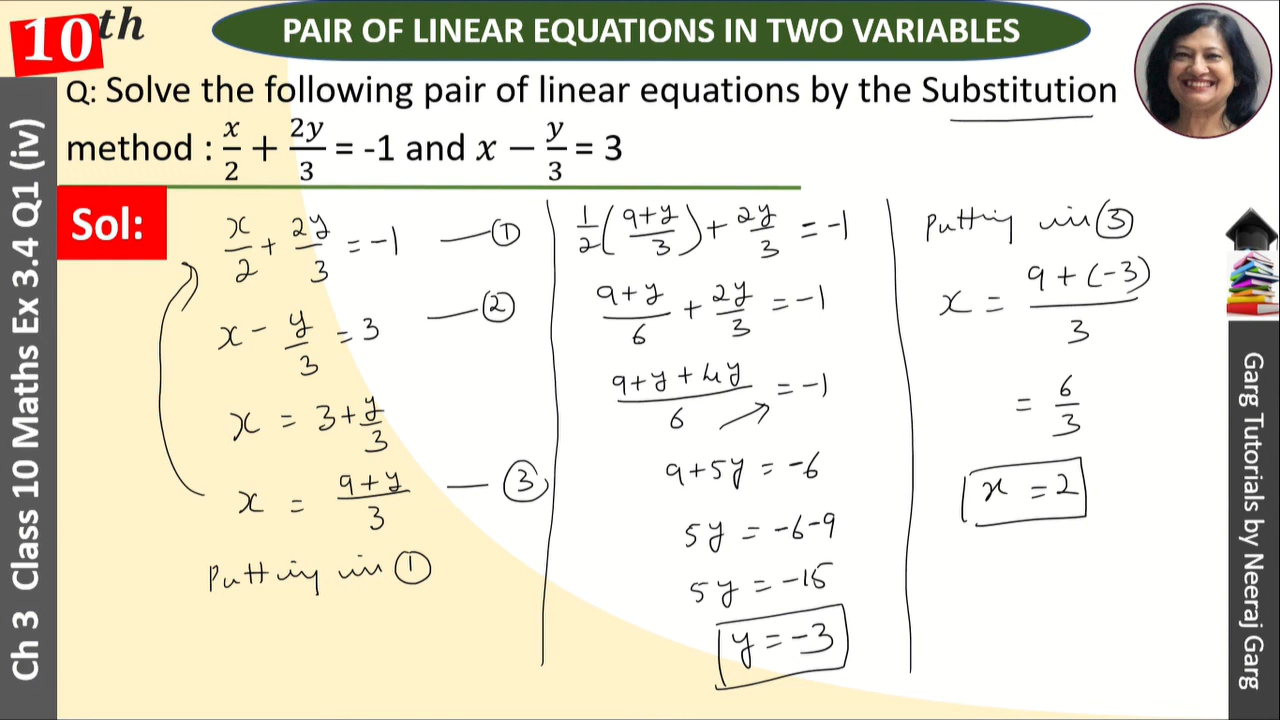 10th
PAIR OF LINEAR EQUATIONS IN TWO VARIABLES
Q: Solve the following pair of linear equations by the Substitution
method : x/2 + 2y/3 = -1 and x − y/3 = 3
Sol:
x/2 + 2y/3 = -1 — ①
x - y/3 = 3 — ②
x = 3 + y/3
x = (9+y)/3 — ③
Putting in ①
1/2 ((9+y)/3) + 2y/3 = -1
(9+y)/6 + 2y/3 = -1
(9+y+4y)/6 = -1
9+5y = -6
5y = -6-9
5y = -15
y = -3
Putting in ③
x = (9+(-3))/3
= 6/3
x = 2
Ch 3 Class 10 Maths Ex 3.4 Q1 (iv)
Garg Tutorials by Neeraj Garg